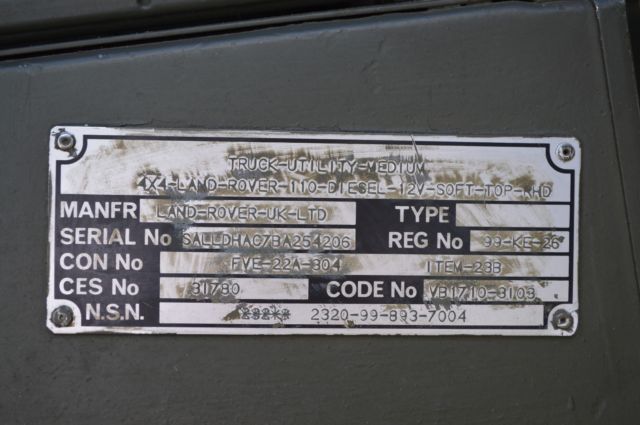 TRUCK-UTILITY-MEDIUM
4X4-LAND-ROVER-110-DIESEL-12V-SOFT-TOP-RHD
MANFR LAND-ROVER-UK-LTD TYPE
SERIAL No SALLDHAC7BA254206 REG No 99-KE-26
CON No FVE-22A-304 ITEM-23B
CES No 31780 CODE No VB1710-3103
N.S.N. 2320-99-893-7004